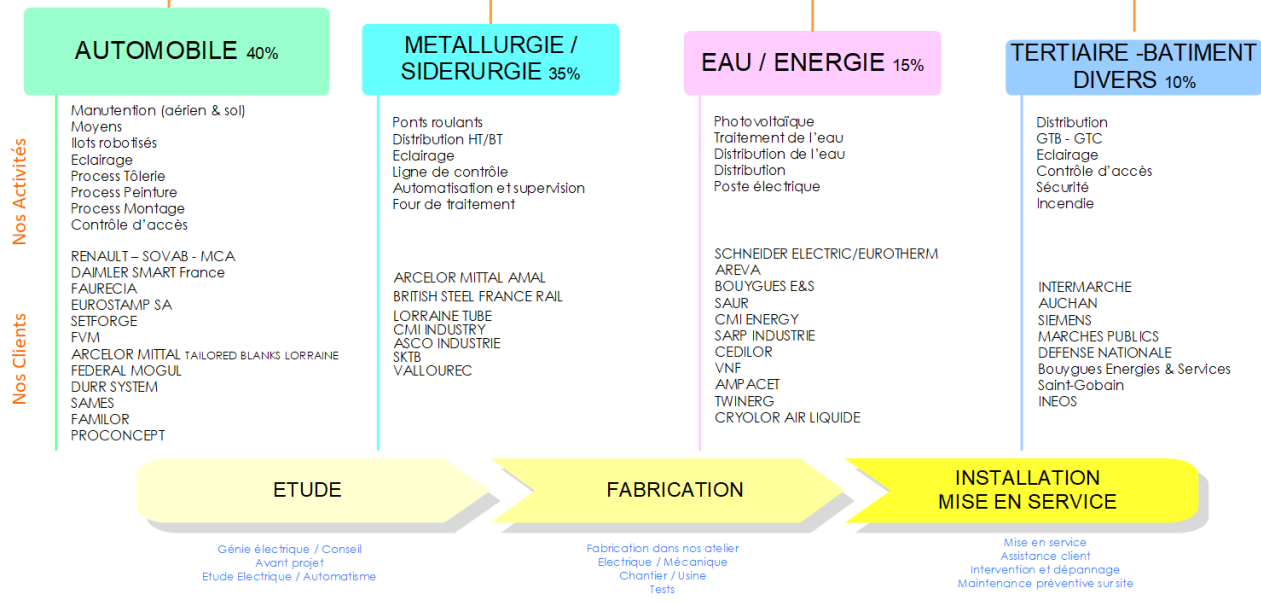 AUTOMOBILE 40%
Manutention (aérien & sol)
Moyens
Ilots robotisés
Eclairage
Process Tôlerie
Process Peinture
Process Montage
Contrôle d'accès
RENAULT – SOVAB - MCA
DAIMLER SMART France
FAURECIA
EUROSTAMP SA
SETFORGE
FVM
ARCELOR MITTAL TAILORED BLANKS LORRAINE
FEDERAL MOGUL
DURR SYSTEM
SAMES
FAMILOR
PROCONCEPT
METALLURGIE /
SIDERURGIE 35%
Ponts roulants
Distribution HT/BT
Eclairage
Ligne de contrôle
Automatisation et supervision
Four de traitement
ARCELOR MITTAL AMAL
BRITISH STEEL FRANCE RAIL
LORRAINE TUBE
CMI INDUSTRY
ASCO INDUSTRIE
SKTB
VALLOUREC
EAU / ENERGIE 15%
Photovoltaïque
Traitement de l'eau
Distribution de l'eau
Distribution
Poste électrique
SCHNEIDER ELECTRIC/EUROTHERM
AREVA
BOUYGUES E&S
SAUR
CMI ENERGY
SARP INDUSTRIE
CEDILOR
VNF
AMPACET
TWINERG
CRYOLOR AIR LIQUIDE
TERTIAIRE -BATIMENT
DIVERS 10%
Distribution
GTB - GTC
Eclairage
Contrôle d'accès
Sécurité
Incendie
INTERMARCHE
AUCHAN
SIEMENS
MARCHES PUBLICS
DEFENSE NATIONALE
Bouygues Energies & Services
Saint-Gobain
INEOS
Nos Activités
Nos Clients
ETUDE
Génie électrique / Conseil
Avant projet
Etude Electrique / Automatisme
FABRICATION
Fabrication dans nos atelier
Electrique / Mécanique
Chantier / Usine
Tests
INSTALLATION
MISE EN SERVICE
Mise en service
Assistance client
Intervention et dépannage
Maintenance préventive sur site